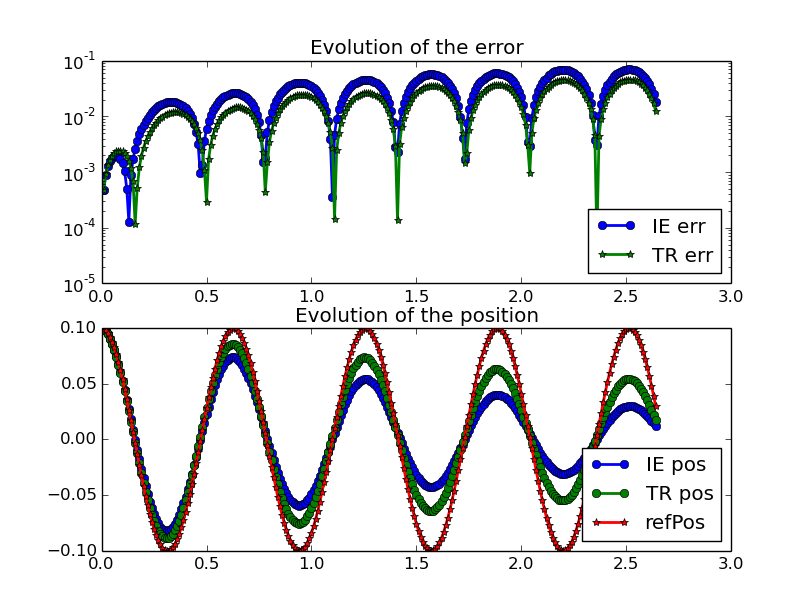 Evolution of the error
10^-1
10^-2
10^-3
10^-4
10^-5
IE err
TR err
0.0 0.5 1.0 1.5 2.0 2.5 3.0
Evolution of the position
0.10
0.05
0.00
−0.05
−0.10
IE pos
TR pos
refPos
0.0 0.5 1.0 1.5 2.0 2.5 3.0